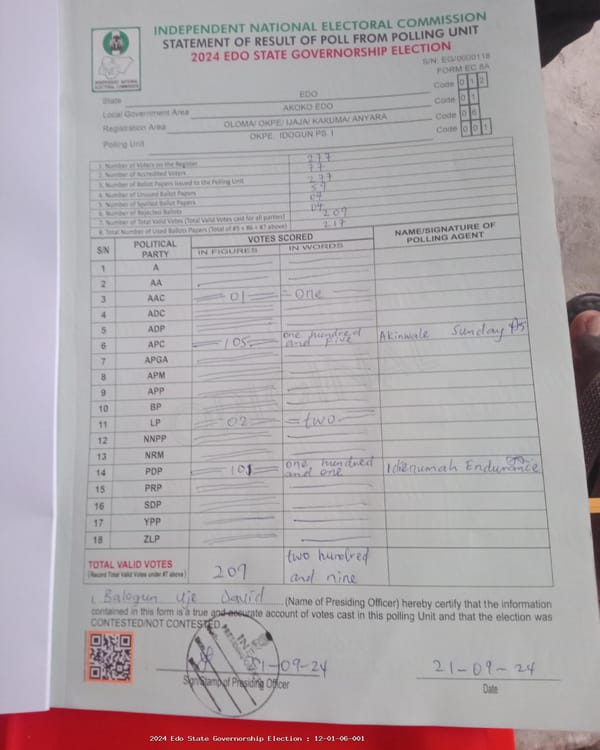 INDEPENDENT NATIONAL ELECTORAL COMMISSION
STATEMENT OF RESULT OF POLL FROM POLLING UNIT
2024 EDO STATE GOVERNORSHIP ELECTION
S/N: EG/0000118
FORM EC 8A
INDEPENDENT NATIONAL ELECTORAL COMMISSION
State EDO Code 0 1 2
Local Government Area AKOKO EDO Code 0 1
Registration Area OLOMA/ OKPE/ IJAJA/ KAKUMA/ ANYARA Code 0 6
Polling Unit OKPE, IDOGUN PS. I Code 0 0 1
1. Number of Voters on the Register 277
2. Number of Accredited Voters
3. Number of Ballot Papers Issued to the Polling Unit 277
4. Number of Unused Ballot Papers
5. Number of Spoiled Ballot Papers 04
6. Number of Rejected Ballots 04
7. Number of Total Valid Votes (Total Valid Votes cast for all parties) 209
8. Total Number of Used Ballots Papers (Total of #5 + #6 + #7 above) 217
S/N POLITICAL PARTY VOTES SCORED NAME/SIGNATURE OF POLLING AGENT
IN FIGURES IN WORDS
1 A
2 AA
3 AAC 01 one
4 ADC
5 ADP
6 APC 105 one hundred and five Akinwale Sunday
7 APGA
8 APM
9 APP
10 BP
11 LP 02 two
12 NNPP
13 NRM
14 PDP 101 one hundred and one Endurance
15 PRP
16 SDP
17 YPP
18 ZLP
TOTAL VALID VOTES 209 two hundred and nine
(Record Total Valid Votes under #7 above)
I, Balogun Uje David (Name of Presiding Officer) hereby certify that the information
contained in this form is a true and accurate account of votes cast in this polling Unit and that the election was
CONTESTED/NOT CONTESTED
21-09-24 21-09-24
Sign/Stamp of Presiding Officer Date
2024 Edo State Governorship Election : 12-01-06-001